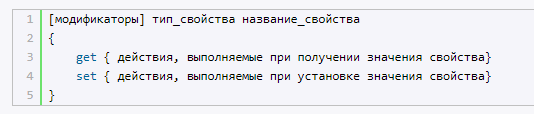 1 [модификаторы] тип_свойства название_свойства
2 {
3 get { действия, выполняемые при получении значения свойства}
4 set { действия, выполняемые при установке значения свойства}
5 }